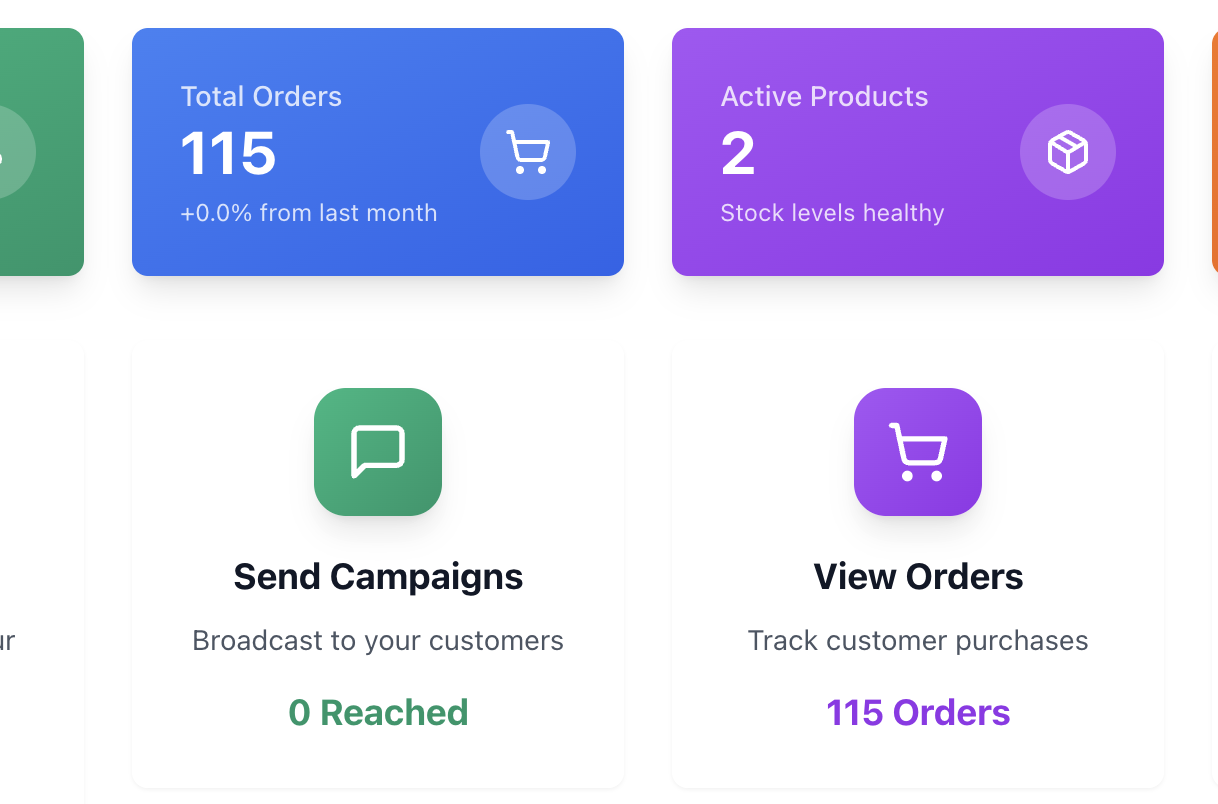 Total Orders
115
+0.0% from last month
Active Products
2
Stock levels healthy
Send Campaigns
Broadcast to your customers
0 Reached
View Orders
Track customer purchases
115 Orders